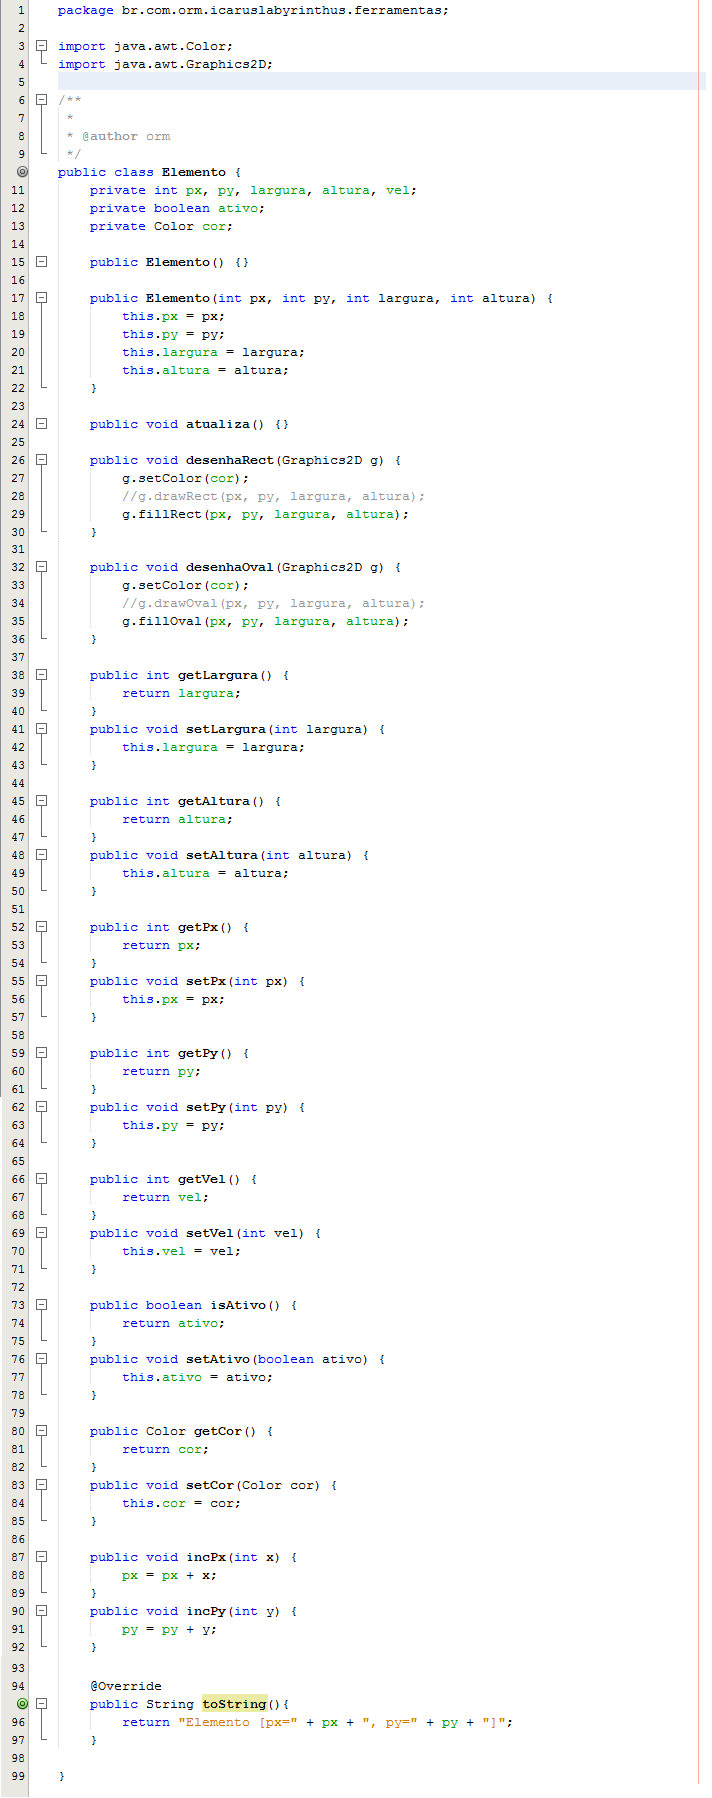 1 package br.com.orm.icaruslabyrinthus.ferramentas;
2
3 import java.awt.Color;
4 import java.awt.Graphics2D;
5
6 /**
7  *
8  * @author orm
9  */
public class Elemento {
11     private int px, py, largura, altura, vel;
12     private boolean ativo;
13     private Color cor;
14
15     public Elemento() {}
16
17     public Elemento(int px, int py, int largura, int altura) {
18         this.px = px;
19         this.py = py;
20         this.largura = largura;
21         this.altura = altura;
22     }
23
24     public void atualiza() {}
25
26     public void desenhaRect(Graphics2D g) {
27         g.setColor(cor);
28         //g.drawRect(px, py, largura, altura);
29         g.fillRect(px, py, largura, altura);
30     }
31
32     public void desenhaOval(Graphics2D g) {
33         g.setColor(cor);
34         //g.drawOval(px, py, largura, altura);
35         g.fillOval(px, py, largura, altura);
36     }
37
38     public int getLargura() {
39         return largura;
40     }
41     public void setLargura(int largura) {
42         this.largura = largura;
43     }
44
45     public int getAltura() {
46         return altura;
47     }
48     public void setAltura(int altura) {
49         this.altura = altura;
50     }
51
52     public int getPx() {
53         return px;
54     }
55     public void setPx(int px) {
56         this.px = px;
57     }
58
59     public int getPy() {
60         return py;
61     }
62     public void setPy(int py) {
63         this.py = py;
64     }
65
66     public int getVel() {
67         return vel;
68     }
69     public void setVel(int vel) {
70         this.vel = vel;
71     }
72
73     public boolean isAtivo() {
74         return ativo;
75     }
76     public void setAtivo(boolean ativo) {
77         this.ativo = ativo;
78     }
79
80     public Color getCor() {
81         return cor;
82     }
83     public void setCor(Color cor) {
84         this.cor = cor;
85     }
86
87     public void incPx(int x) {
88         px = px + x;
89     }
90     public void incPy(int y) {
91         py = py + y;
92     }
93
94     @Override
    public String toString(){
96         return "Elemento [px=" + px + ", py=" + py + "]";
97     }
98
99 }